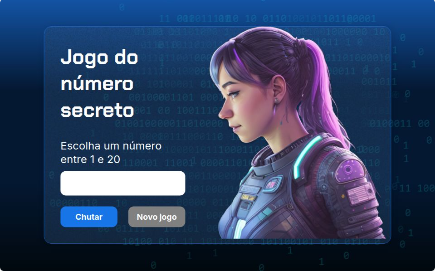 Jogo do
número
secreto
Escolha um número
entre 1 e 20
Chutar
Novo jogo